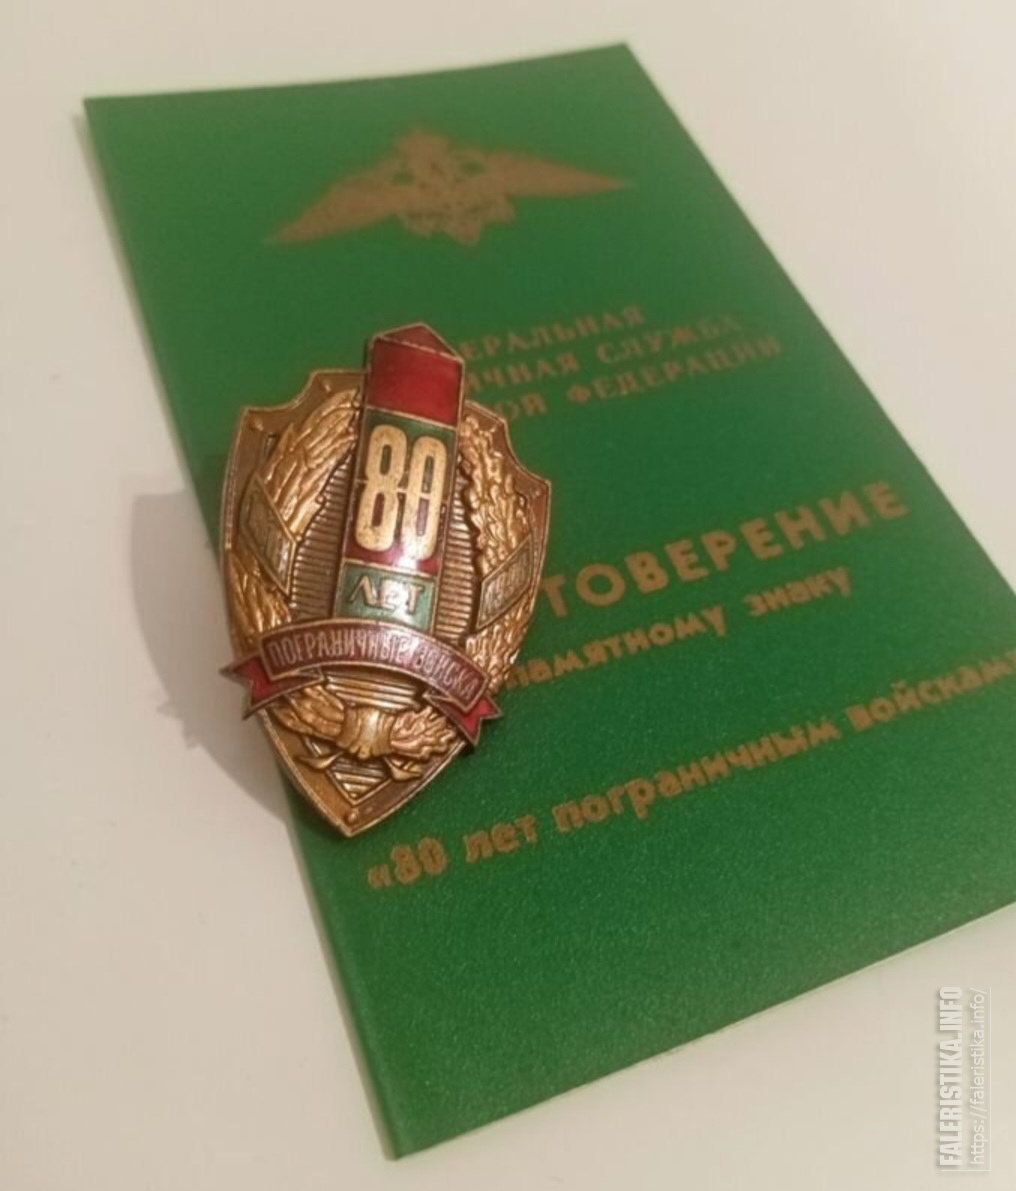 ЕРАЛЬНАЯ
ИЧНАЯ СЛУЖБА
ОЙ ФЕДЕРАЦИИ
ТОВЕРЕНИЕ
памятному знаку
«80 лет пограничным войскам»
80
ЛЕТ
ПОГРАНИЧНЫЕ ВОЙСКА
FALERISTIKA.INFO
https://faleristika.info/